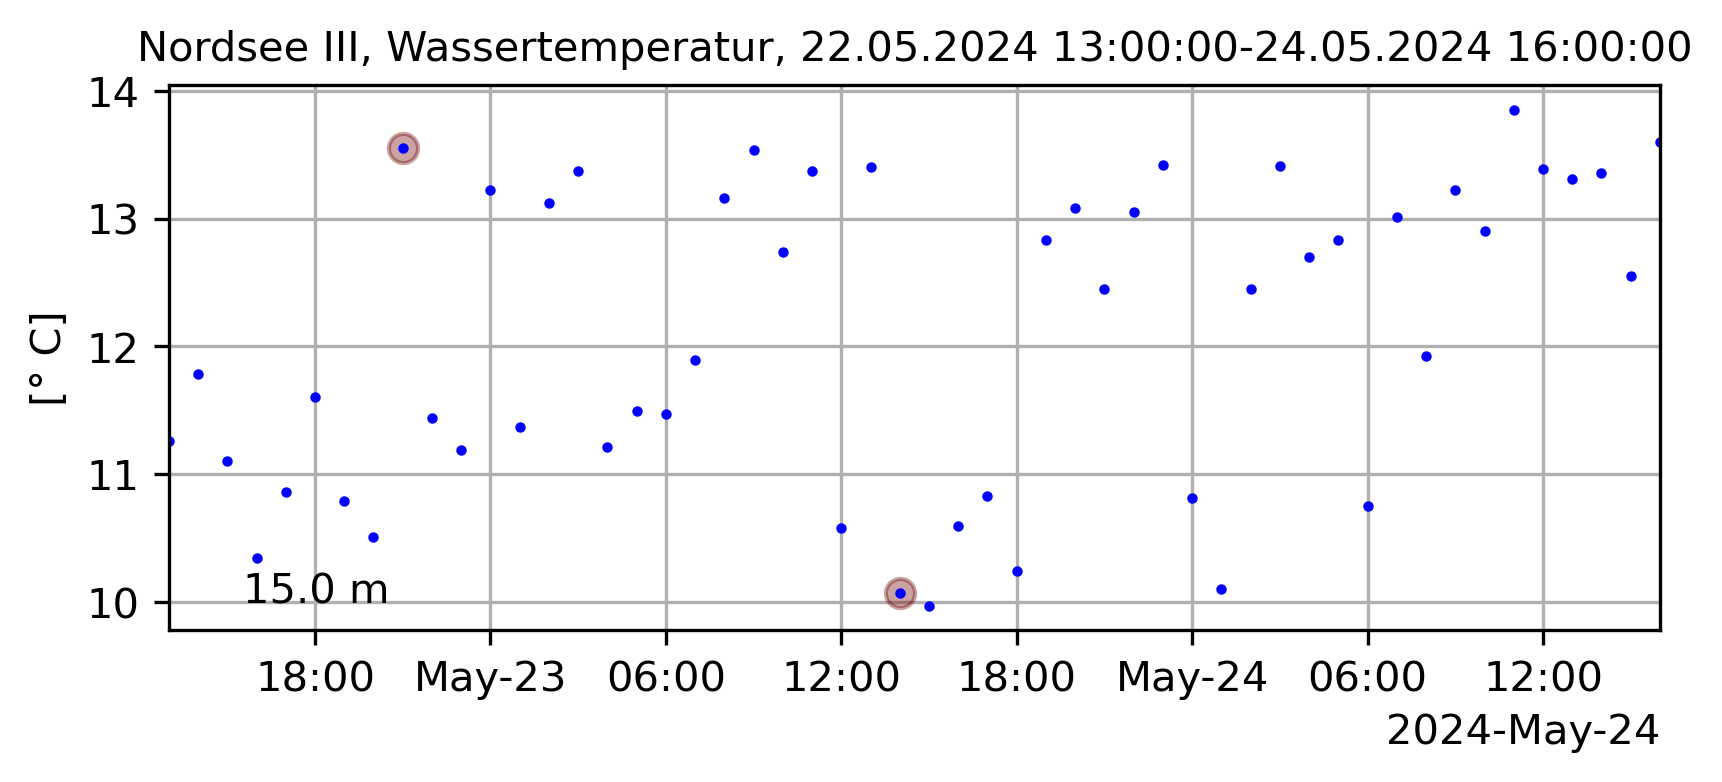 Nordsee III, Wassertemperatur, 22.05.2024 13:00:00-24.05.2024 16:00:00
14
13
12
11
10
[° C]
15.0 m
18:00 May-23 06:00 12:00 18:00 May-24 06:00 12:00
2024-May-24